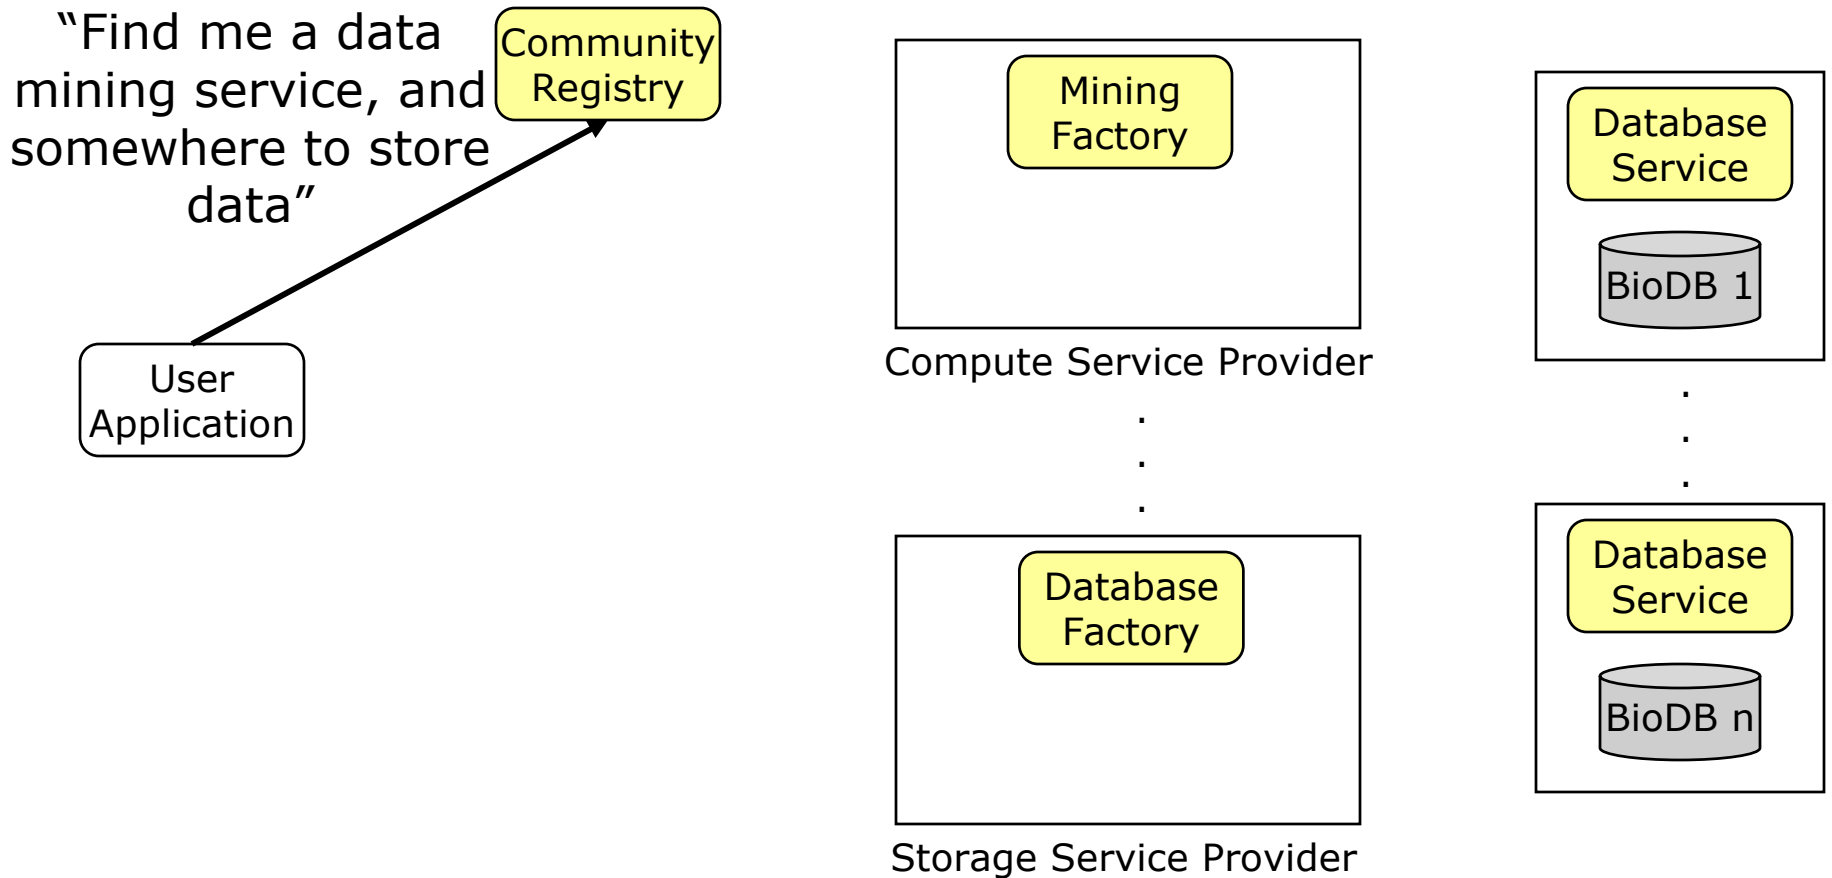 “Find me a data
mining service, and
somewhere to store
data”
Community
Registry
User
Application
Mining
Factory
Compute Service Provider
.
.
.
Database
Factory
Storage Service Provider
Database
Service
BioDB 1
.
.
.
Database
Service
BioDB n